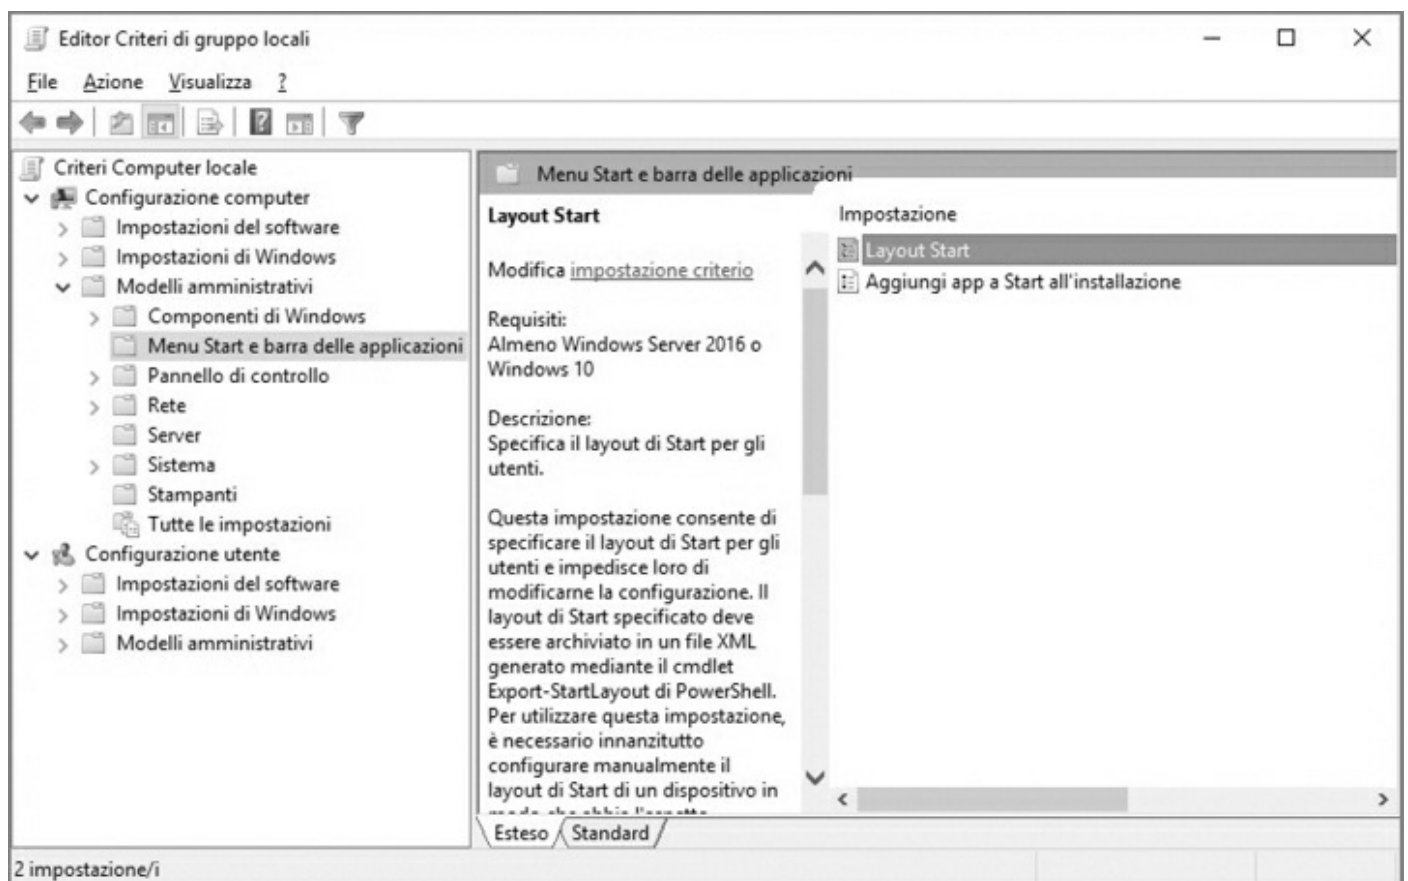 Editor Criteri di gruppo locali
File Azione Visualizza ?
Criteri Computer locale
Configurazione computer
Impostazioni del software
Impostazioni di Windows
Modelli amministrativi
Componenti di Windows
Menu Start e barra delle applicazioni
Pannello di controllo
Rete
Server
Sistema
Stampanti
Tutte le impostazioni
Configurazione utente
Impostazioni del software
Impostazioni di Windows
Modelli amministrativi
Menu Start e barra delle applicazioni
Layout Start
Modifica impostazione criterio
Requisiti:
Almeno Windows Server 2016 o
Windows 10
Descrizione:
Specifica il layout di Start per gli
utenti.
Questa impostazione consente di
specificare il layout di Start per gli
utenti e impedisce loro di
modificarne la configurazione. Il
layout di Start specificato deve
essere archiviato in un file XML
generato mediante il cmdlet
Export-StartLayout di PowerShell.
Per utilizzare questa impostazione,
è necessario innanzitutto
configurare manualmente il
layout di Start di un dispositivo in
Impostazione
Layout Start
Aggiungi app a Start all'installazione
Esteso Standard
2 impostazione/i